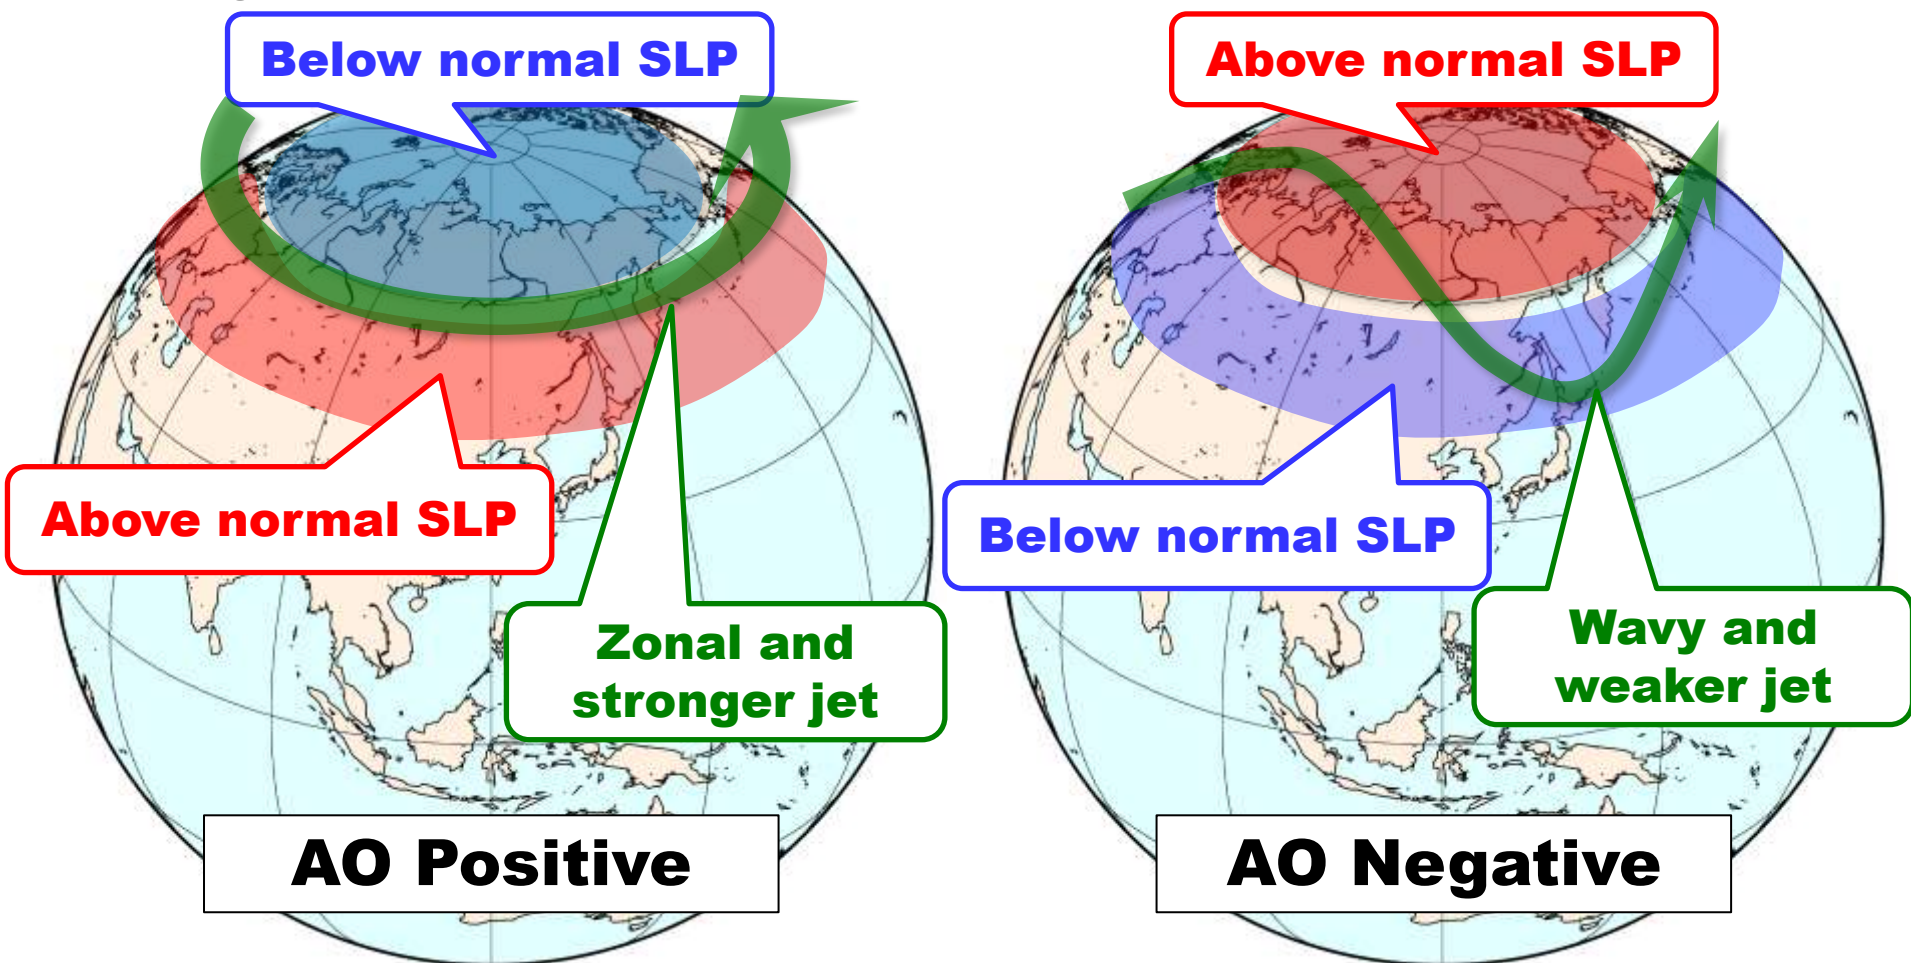 Below normal SLP
Above normal SLP
Zonal and
stronger jet
AO Positive
Above normal SLP
Below normal SLP
Wavy and
weaker jet
AO Negative